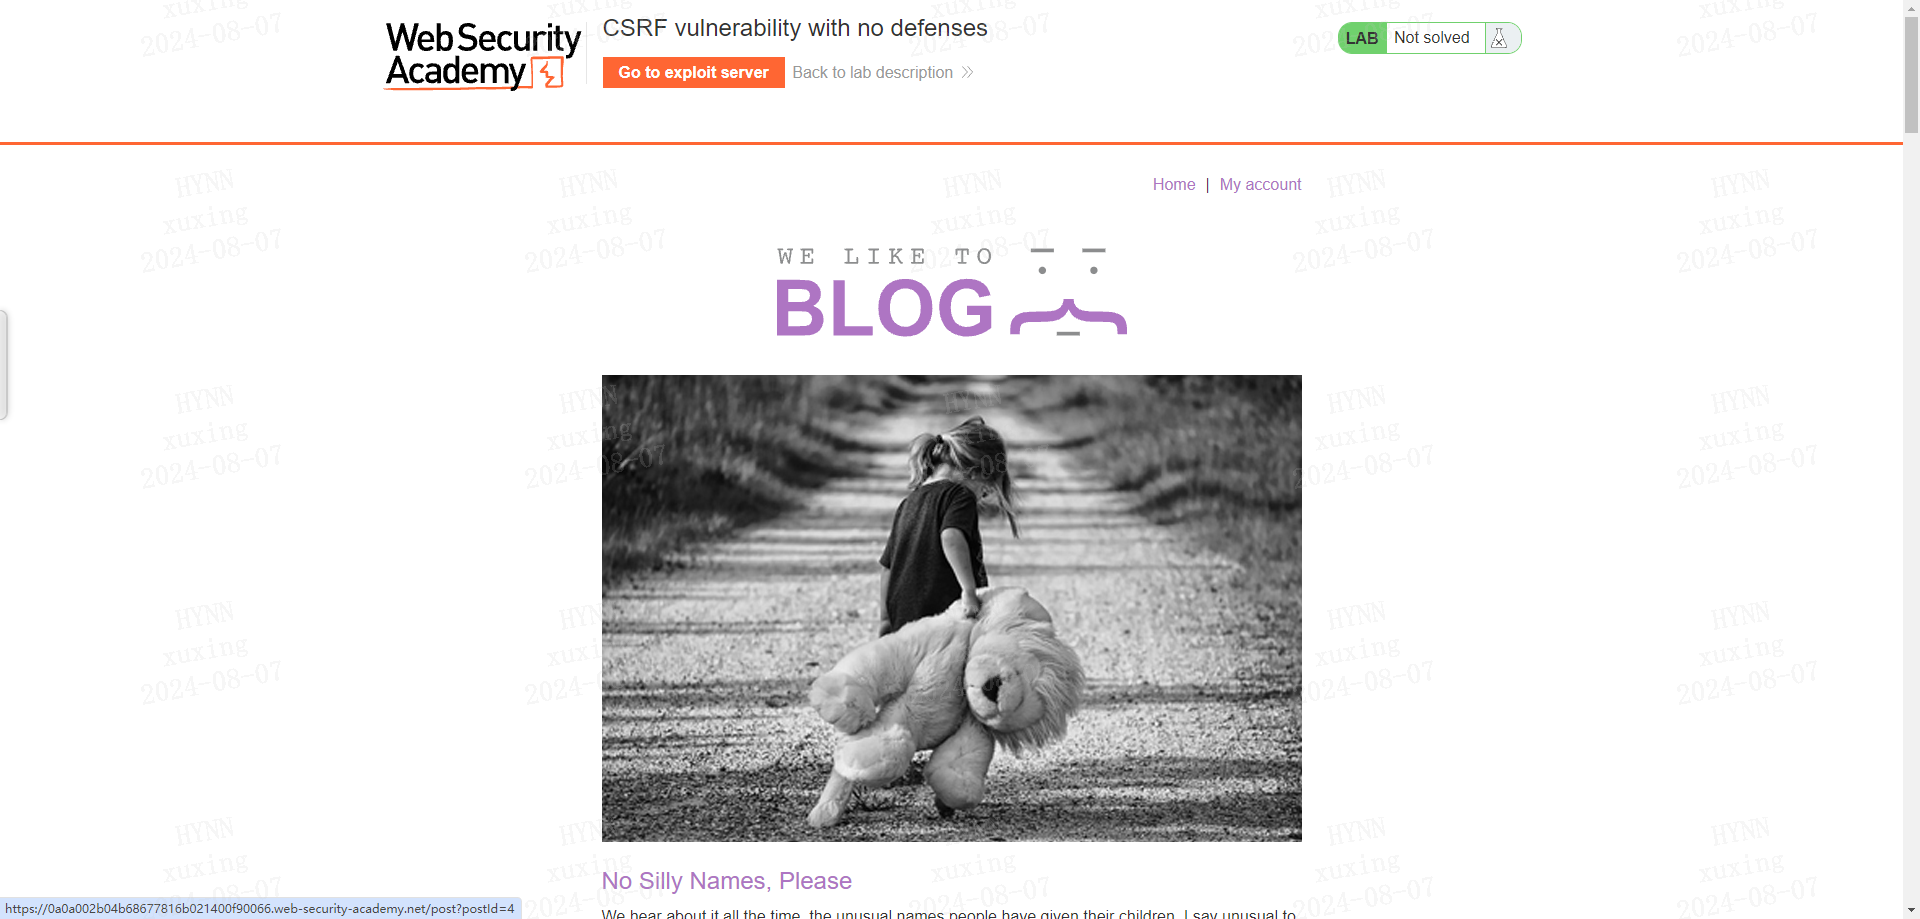 Web Security
Academy
CSRF vulnerability with no defenses
Go to exploit server
Back to lab description
LAB
Not solved
Home | My account
WE LIKE TO
BLOG
No Silly Names, Please
We hear about it all the time, the unusual names people have given their children. I say unusual to
https://0a0a002b04b68677816b021400f90066.web-security-academy.net/post?postId=4
HYNN
xuxing
2024-08-07